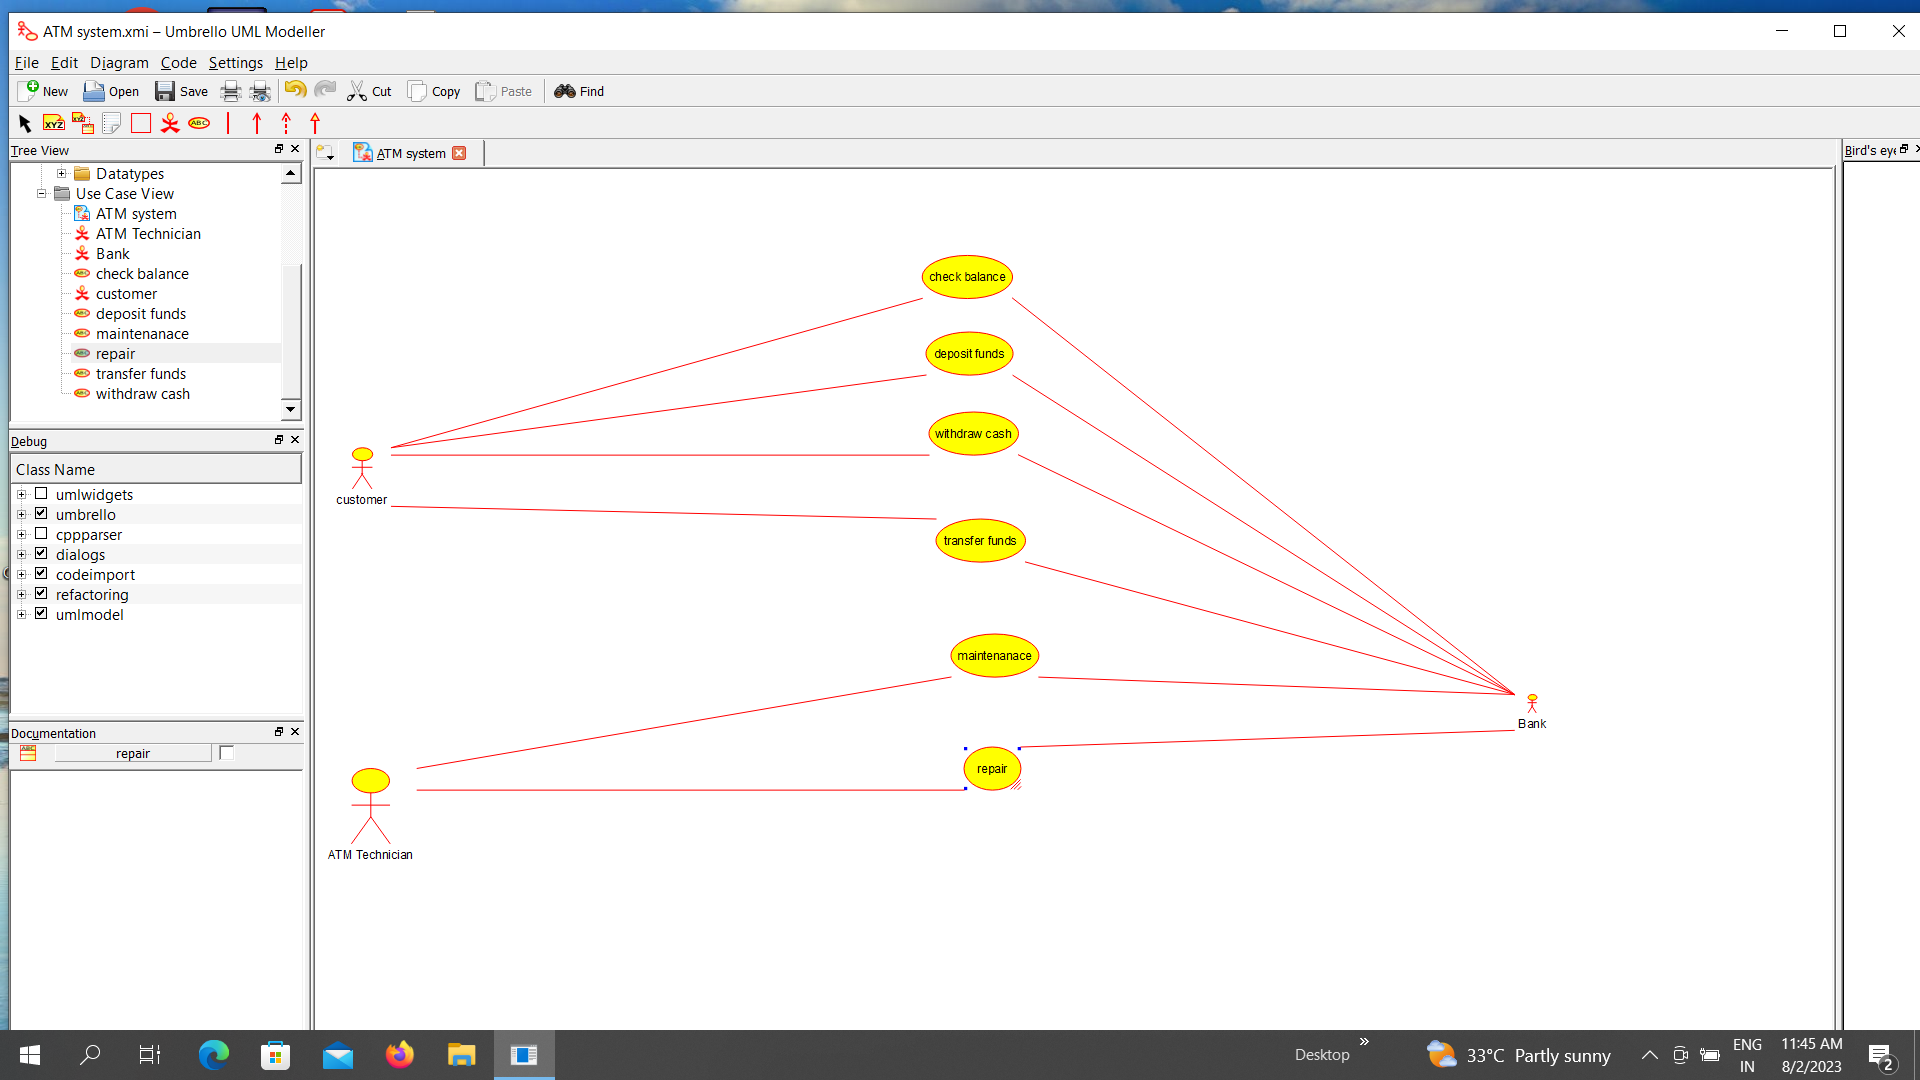 ATM system.xmi – Umbrello UML Modeller
File Edit Diagram Code Settings Help
New Open Save Cut Copy Paste Find
XYZ XYZ ABC
Tree View
ATM system
Bird's eye
Datatypes
Use Case View
ATM system
ATM Technician
Bank
check balance
customer
deposit funds
maintenanace
repair
transfer funds
withdraw cash
Debug
Class Name
umlwidgets
umbrello
cppparser
dialogs
codeimport
refactoring
umlmodel
Documentation
repair
check balance
deposit funds
withdraw cash
customer
transfer funds
maintenanace
Bank
repair
ATM Technician
Desktop
33°C Partly sunny
ENG
IN
11:45 AM
8/2/2023
2